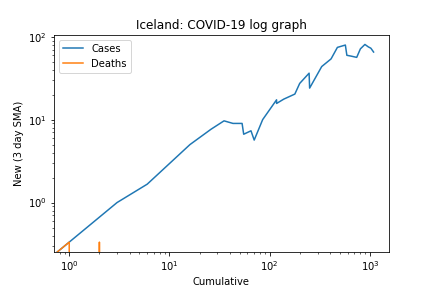 Iceland: COVID-19 log graph
Cases
Deaths
New (3 day SMA)
10²
10¹
10⁰
10⁰ 10¹ 10² 10³
Cumulative